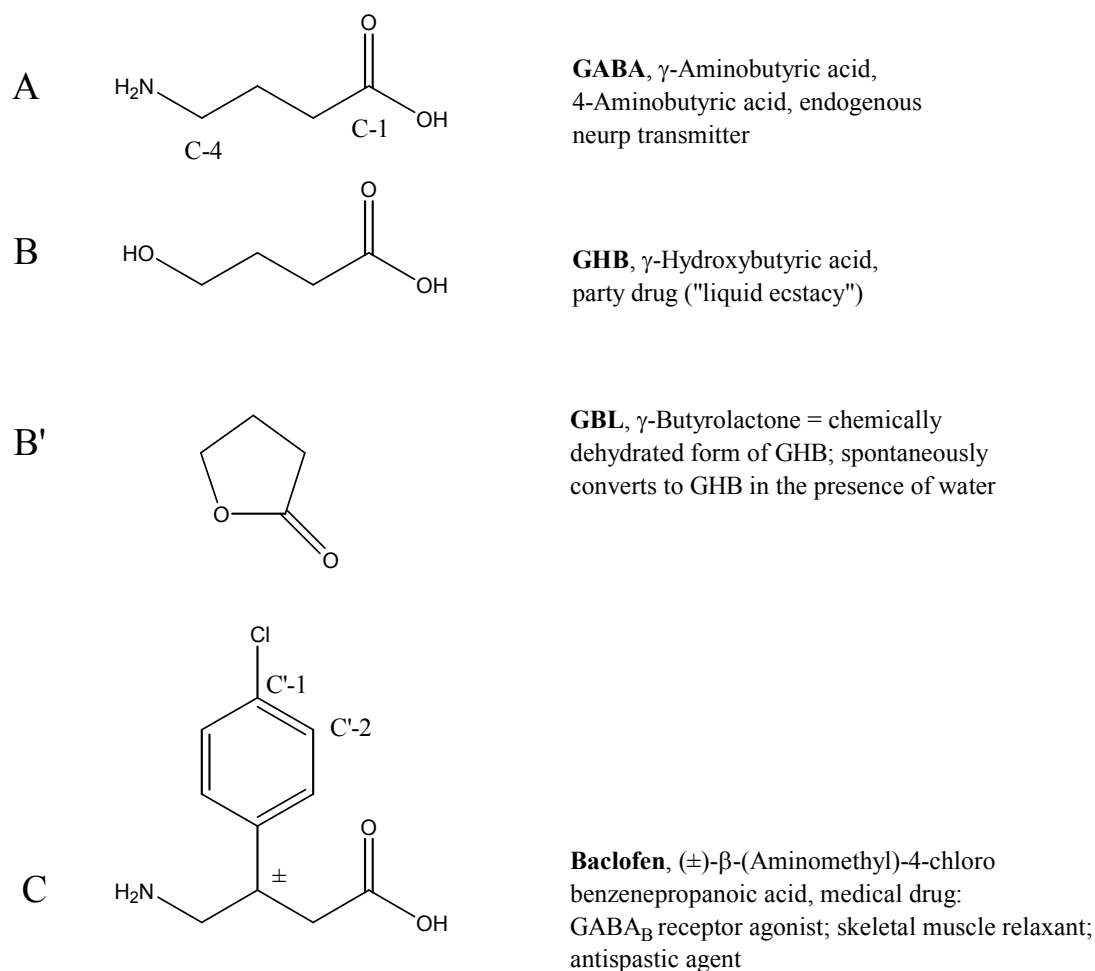 A
H2N
O
OH
C-1
C-4
GABA, γ-Aminobutyric acid,
4-Aminobutyric acid, endogenous
neurp transmitter
B
HO
O
OH
GHB, γ-Hydroxybutyric acid,
party drug ("liquid ecstacy")
B'
O
O
GBL, γ-Butyrolactone = chemically
dehydrated form of GHB; spontaneously
converts to GHB in the presence of water
C
Cl
C'-1
C'-2
±
H2N
O
OH
Baclofen, (±)-β-(Aminomethyl)-4-chloro
benzenepropanoic acid, medical drug:
GABAB receptor agonist; skeletal muscle relaxant;
antispastic agent